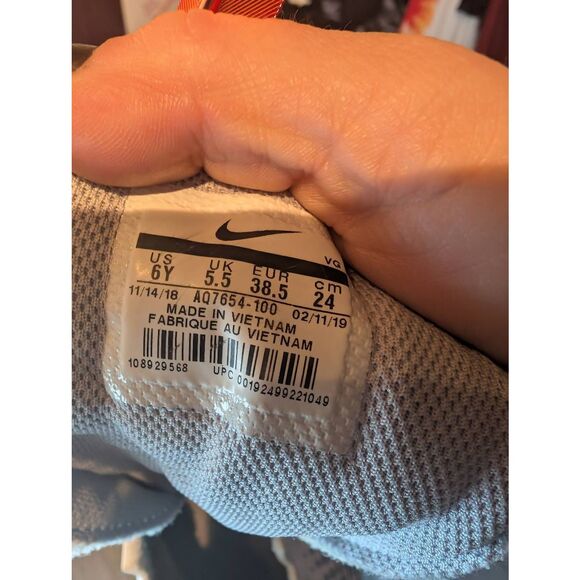 VG
US UK EUR cm
6Y 5.5 38.5 24
11/14/18 AQ7654-100 02/11/19
MADE IN VIETNAM
FABRIQUE AU VIETNAM
108929568 UPC 00192499221049